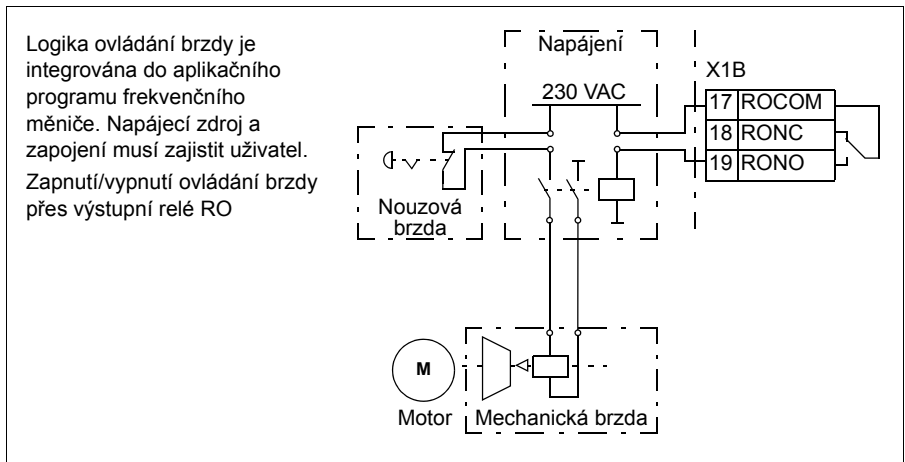 Logika ovládání brzdy je
integrována do aplikačního
programu frekvenčního
měniče. Napájecí zdroj a
zapojení musí zajistit uživatel.
Zapnutí/vypnutí ovládání brzdy
přes výstupní relé RO
Napájení
230 VAC
X1B
17 ROCOM
18 RONC
19 RONO
Nouzová
brzda
M
Motor
Mechanická brzda